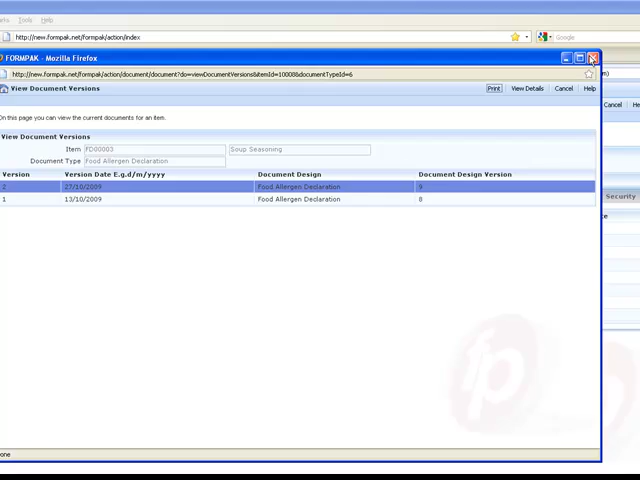 Tools Help
http://new.formpak.net/formpak/action/index
Google
FORMPAK - Mozilla Firefox
http://new.formpak.net/formpak/action/document/document?do=viewDocumentVersions&itemId=10008&documentTypeId=6
View Document Versions
Print View Details Cancel Help
Cancel
On this page you can view the current documents for an item.
View Document Versions
Item FD00003 Soup Seasoning
Document Type Food Allergen Declaration
Version Version Date E.g.d/m/yyyy Document Design Document Design Version
2 27/10/2009 Food Allergen Declaration 9
1 13/10/2009 Food Allergen Declaration 8
Security
fp